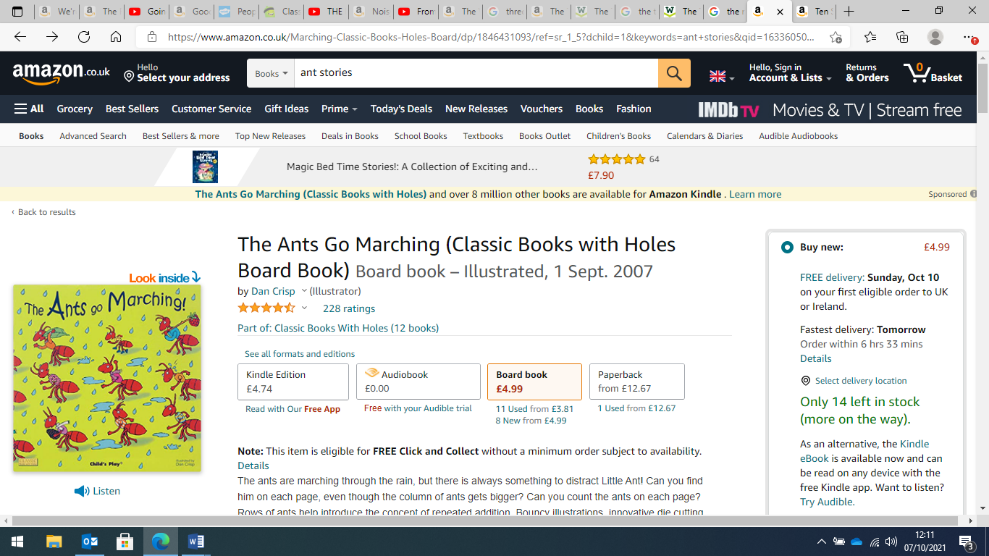 We'r
The
Goin
Goo
Peop
Clas
THE
Nois
Fron
The
thre
The
The
the t
The
the
Ten
https://www.amazon.co.uk/Marching-Classic-Books-Holes-Board/dp/1846431093/ref=sr_1_5?dchild=1&keywords=ant+stories&qid=16336050...
amazon.co.uk
Hello
Select your address
Books
ant stories
Hello, Sign in
Account & Lists
Returns
& Orders
0
Basket
All Grocery Best Sellers Customer Service Gift Ideas Prime Today's Deals New Releases Vouchers Books Fashion
IMDb TV Movies & TV | Stream free
Books Advanced Search Best Sellers & more Top New Releases Deals in Books School Books Textbooks Books Outlet Children's Books Calendars & Diaries Audible Audiobooks
Magic Bed Time Stories!: A Collection of Exciting and…
64
£7.90
The Ants Go Marching (Classic Books with Holes) and over 8 million other books are available for Amazon Kindle . Learn more
Sponsored
‹ Back to results
Look inside
The Ants go Marching!
Child's Play
Listen
The Ants Go Marching (Classic Books with Holes
Board Book) Board book – Illustrated, 1 Sept. 2007
by Dan Crisp (Illustrator)
228 ratings
Part of: Classic Books With Holes (12 books)
See all formats and editions
Kindle Edition
£4.74
Read with Our Free App
Audiobook
£0.00
Free with your Audible trial
Board book
£4.99
11 Used from £3.81
8 New from £4.99
Paperback
from £12.67
1 Used from £12.67
Note: This item is eligible for FREE Click and Collect without a minimum order subject to availability.
Details
The ants are marching through the rain, but there is always something to distract Little Ant! Can you find
him on each page, even though the column of ants gets bigger? Can you count the ants on each page?
Rows of ants help introduce the concept of repeated addition. Bouncy illustrations, innovative die cutting
Buy new: £4.99
FREE delivery: Sunday, Oct 10
on your first eligible order to UK
or Ireland.
Fastest delivery: Tomorrow
Order within 6 hrs 33 mins
Details
Select delivery location
Only 14 left in stock
(more on the way).
As an alternative, the Kindle
eBook is available now and can
be read on any device with the
free Kindle app. Want to listen?
Try Audible.
12:11
07/10/2021
3